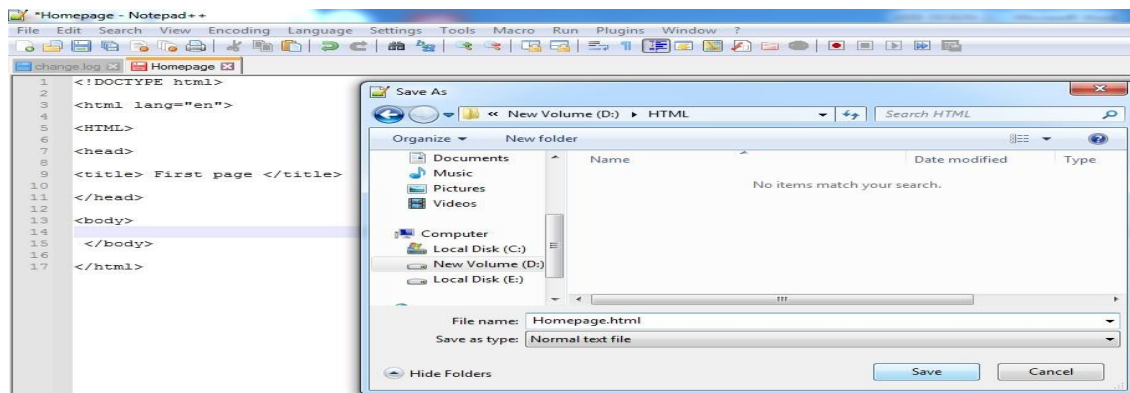 *Homepage - Notepad++
File Edit Search View Encoding Language Settings Tools Macro Run Plugins Window ?
change.log Homepage
1 <!DOCTYPE html>
2
3 <html lang="en">
4
5 <HTML>
6
7 <head>
8
9 <title> First page </title>
10
11 </head>
12
13 <body>
14
15 </body>
16
17 </html>
Save As
« New Volume (D:) HTML
Search HTML
Organize New folder
Documents
Music
Pictures
Videos
Computer
Local Disk (C:)
New Volume (D:)
Local Disk (E:)
Name Date modified Type
No items match your search.
File name: Homepage.html
Save as type: Normal text file
Hide Folders Save Cancel